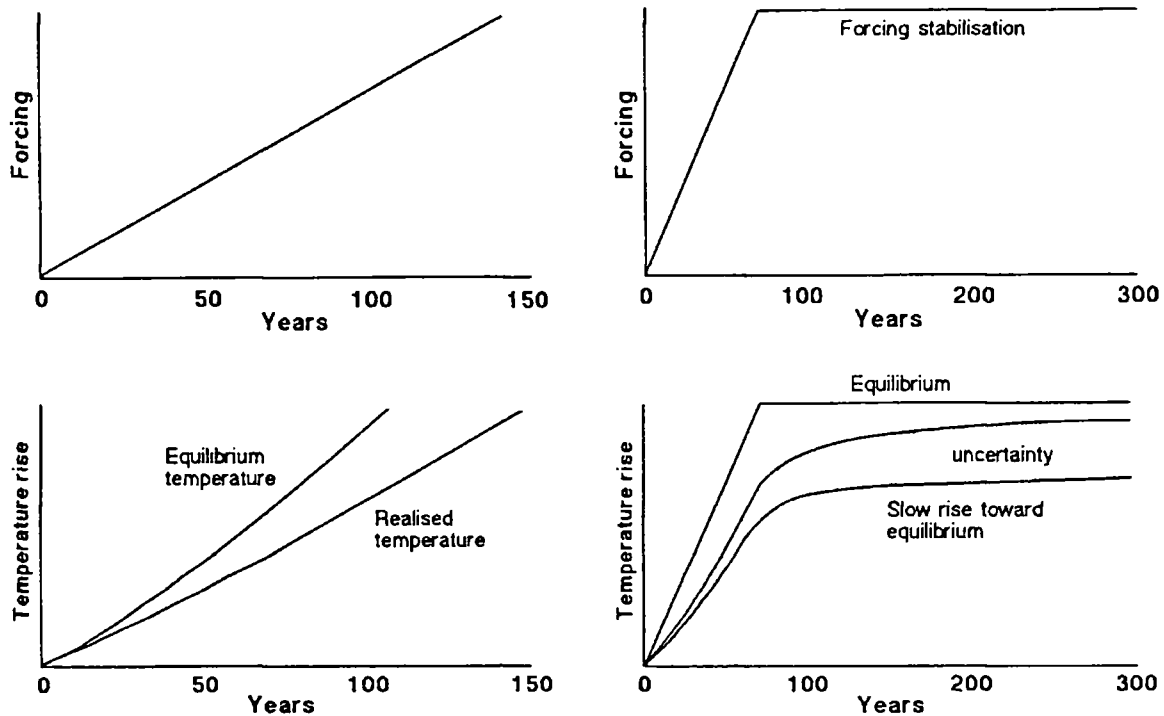 Forcing
0
50
100
150
Years
Forcing
Forcing stabilisation
0
100
200
300
Years
Temperature rise
Equilibrium
temperature
Realised
temperature
0
50
100
150
Years
Temperature rise
Equilibrium
uncertainty
Slow rise toward
equilibrium
0
100
200
300
Years